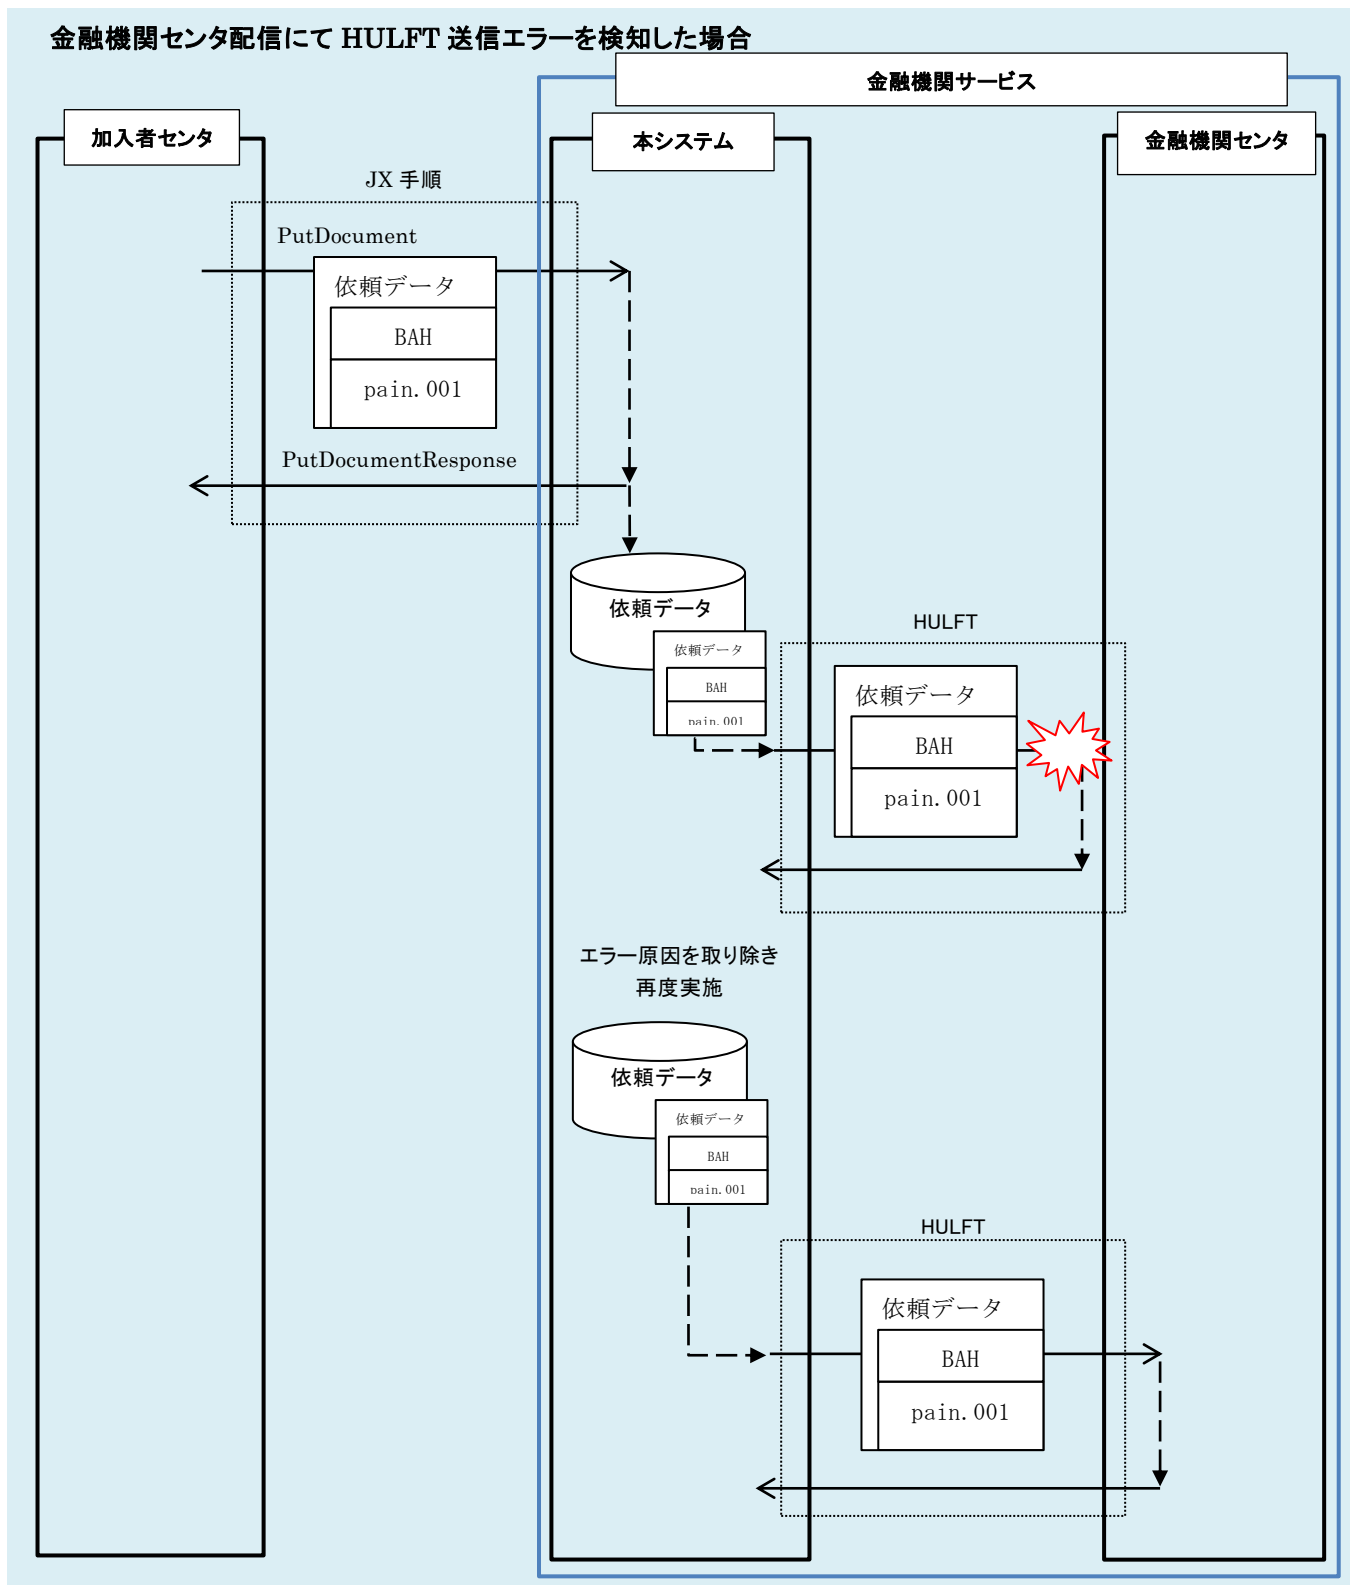 金融機関センタ配信にて HULFT 送信エラーを検知した場合
金融機関サービス
加入者センタ
本システム
金融機関センタ
JX 手順
PutDocument
依頼データ
BAH
pain.001
PutDocumentResponse
依頼データ
依頼データ
BAH
pain.001
HULFT
依頼データ
BAH
pain.001
エラー原因を取り除き
再度実施
依頼データ
依頼データ
BAH
pain.001
HULFT
依頼データ
BAH
pain.001